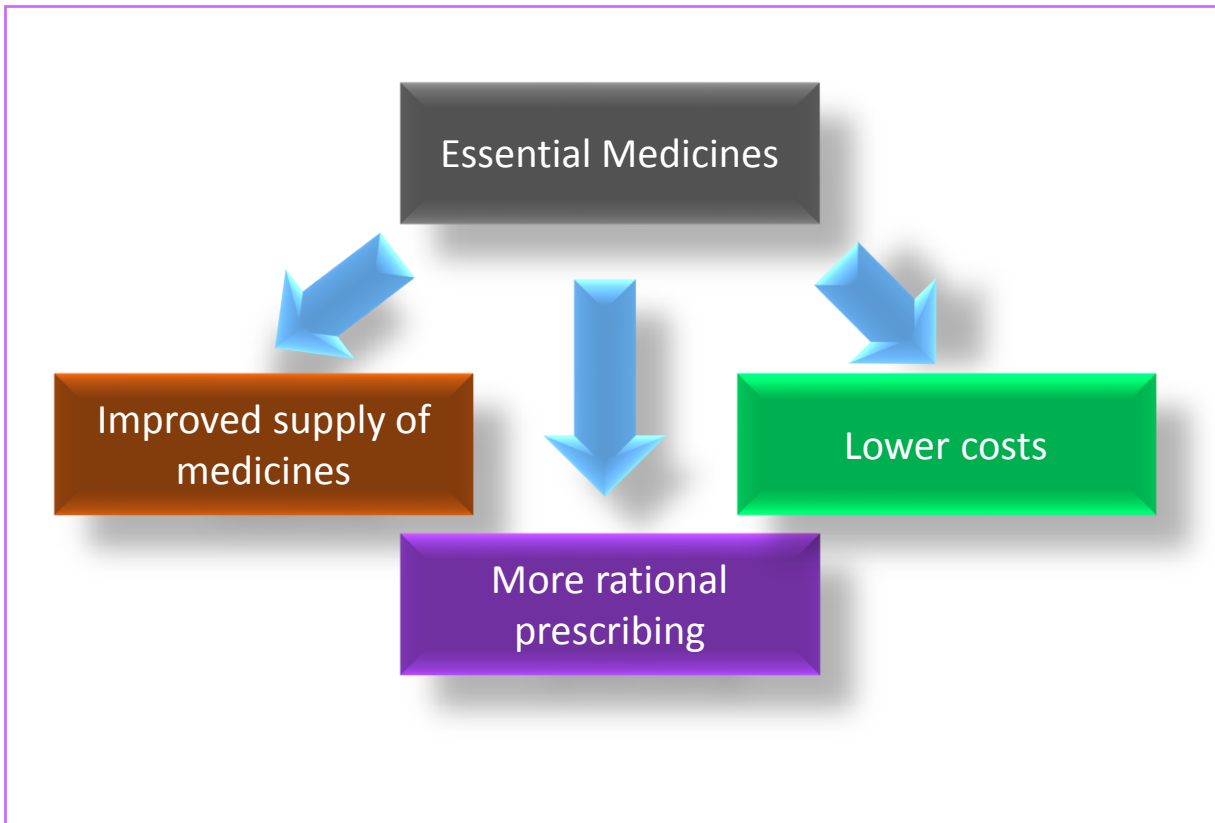 Essential Medicines
Improved supply of
medicines
Lower costs
More rational
prescribing